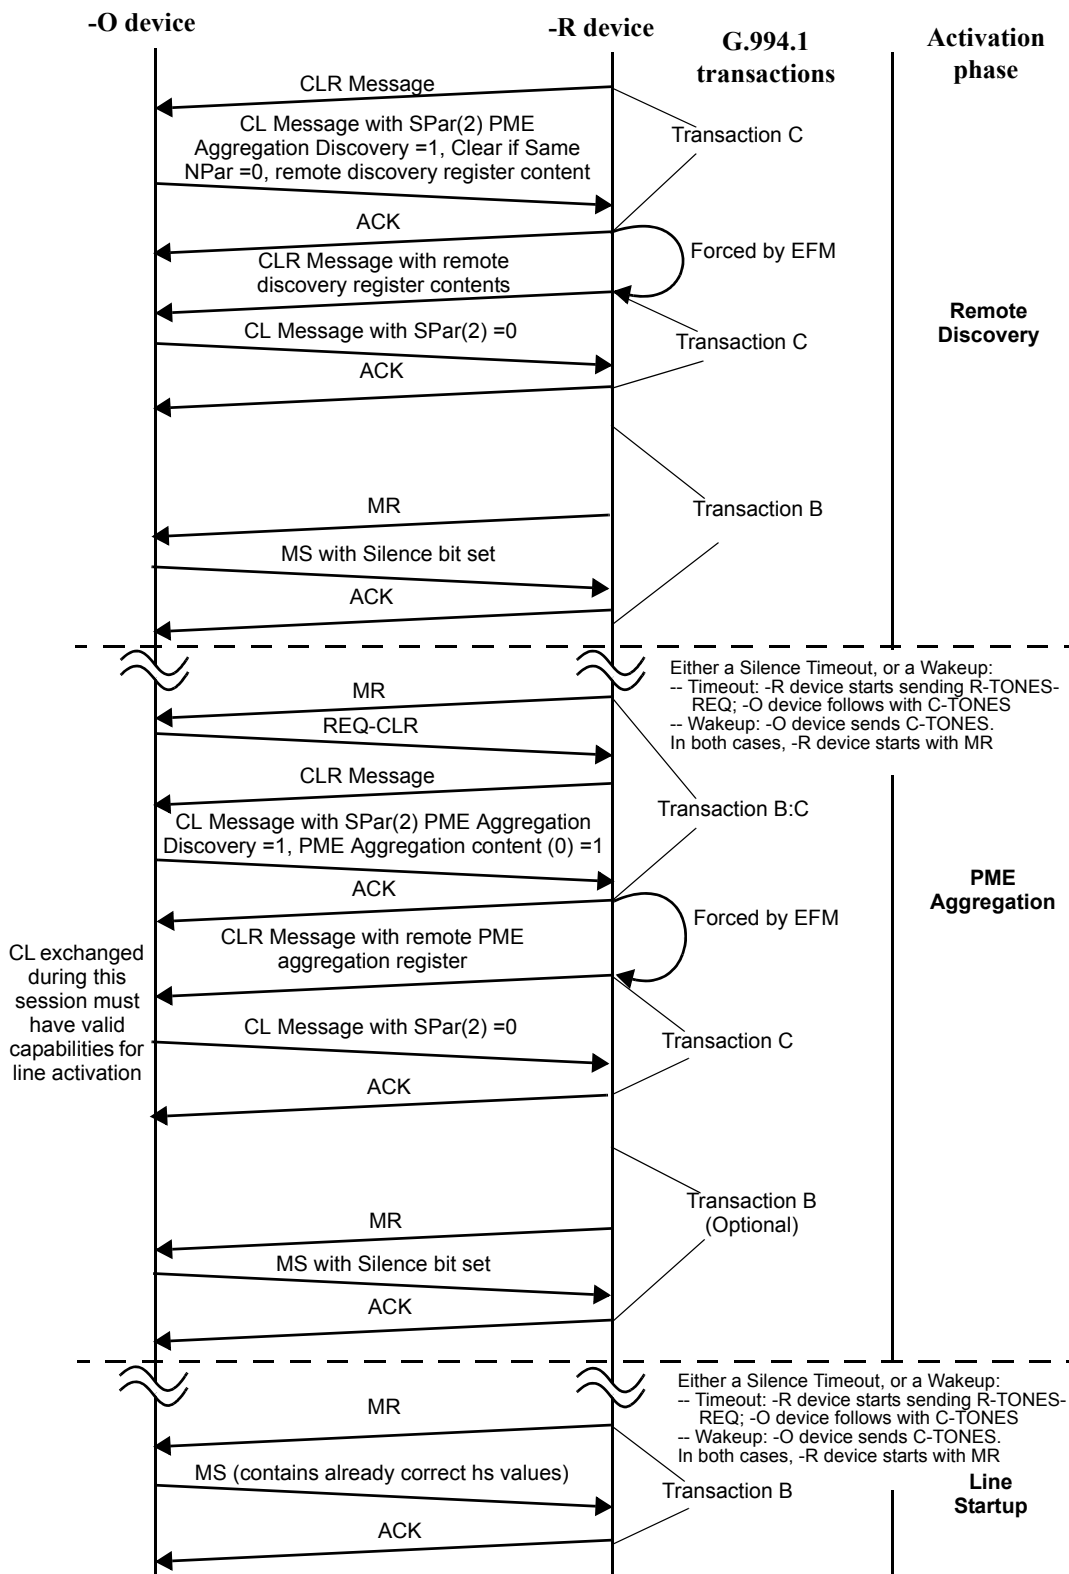 -O device
-R device
G.994.1
transactions
Activation
phase
CLR Message
CL Message with SPar(2) PME
Aggregation Discovery =1, Clear if Same
NPar =0, remote discovery register content
Transaction C
ACK
Forced by EFM
CLR Message with remote
discovery register contents
Remote
Discovery
CL Message with SPar(2) =0
Transaction C
ACK
MR
Transaction B
MS with Silence bit set
ACK
Either a Silence Timeout, or a Wakeup:
-- Timeout: -R device starts sending R-TONES-
REQ; -O device follows with C-TONES
-- Wakeup: -O device sends C-TONES.
In both cases, -R device starts with MR
MR
REQ-CLR
CLR Message
Transaction B:C
CL Message with SPar(2) PME Aggregation
Discovery =1, PME Aggregation content (0) =1
PME
Aggregation
ACK
Forced by EFM
CLR Message with remote PME
aggregation register
CL exchanged
during this
session must
have valid
capabilities for
line activation
CL Message with SPar(2) =0
Transaction C
ACK
Transaction B
(Optional)
MR
MS with Silence bit set
ACK
Either a Silence Timeout, or a Wakeup:
-- Timeout: -R device starts sending R-TONES-
REQ; -O device follows with C-TONES
-- Wakeup: -O device sends C-TONES.
In both cases, -R device starts with MR
MR
MS (contains already correct hs values)
Transaction B
Line
Startup
ACK